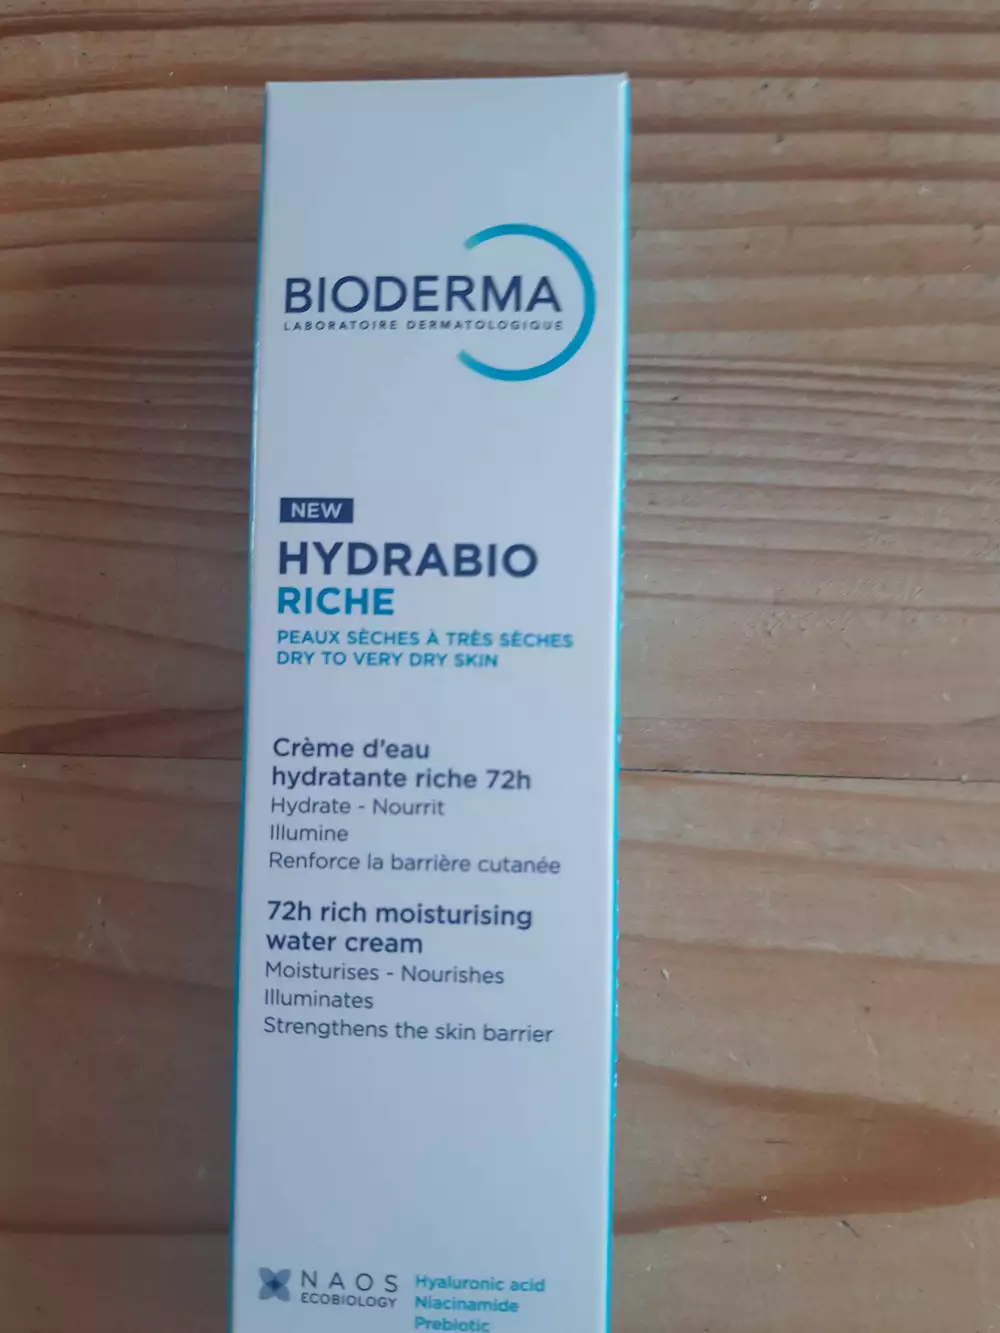 BIODERMA
LABORATOIRE DERMATOLOGIQUE
NEW
HYDRABIO
RICHE
PEAUX SÈCHES À TRÈS SÈCHES
DRY TO VERY DRY SKIN
Crème d'eau
hydratante riche 72h
Hydrate - Nourrit
Illumine
Renforce la barrière cutanée
72h rich moisturising
water cream
Moisturises - Nourishes
Illuminates
Strengthens the skin barrier
NAOS
ECOBIOLOGY
Hyaluronic acid
Niacinamide
Prebiotic